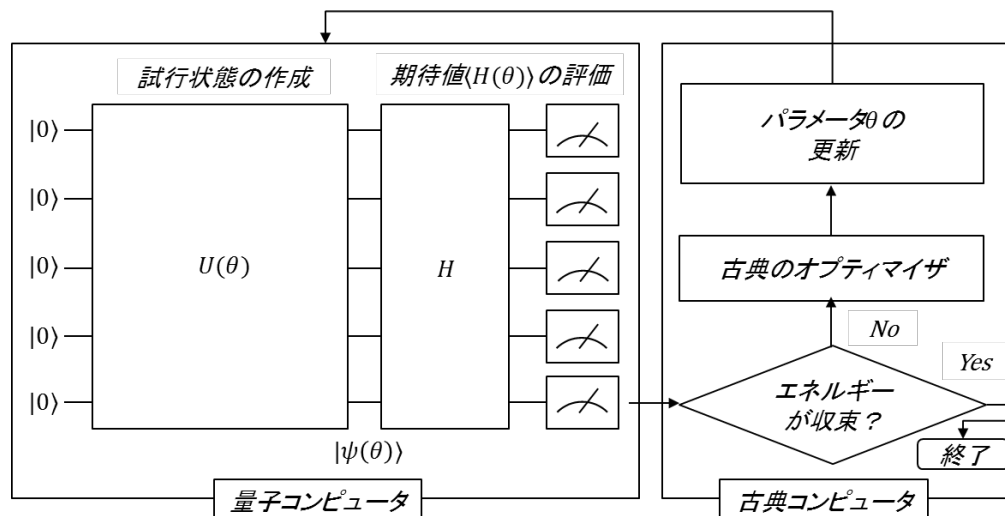 試行状態の作成
期待値⟨H(θ)⟩の評価
|0⟩
|0⟩
|0⟩
|0⟩
|0⟩
U(θ)
H
|ψ(θ)⟩
量子コンピュータ
パラメータθの
更新
古典のオプティマイザ
No
Yes
エネルギー
が収束？
終了
古典コンピュータ